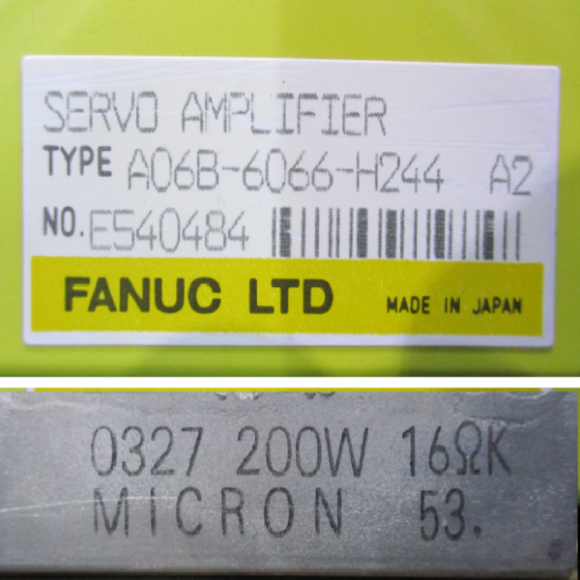 SERVO AMPLIFIER
TYPE A06B-6066-H244 A2
NO. E540484
FANUC LTD MADE IN JAPAN
0327 200W 16ΩK
MICRON 53.